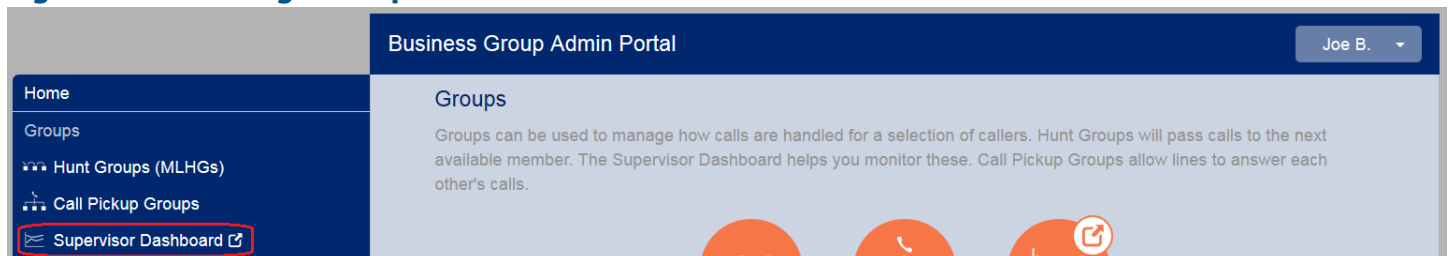 Business Group Admin Portal
Joe B.
Home
Groups
Hunt Groups (MLHGs)
Call Pickup Groups
Supervisor Dashboard
Groups
Groups can be used to manage how calls are handled for a selection of callers. Hunt Groups will pass calls to the next
available member. The Supervisor Dashboard helps you monitor these. Call Pickup Groups allow lines to answer each
other's calls.